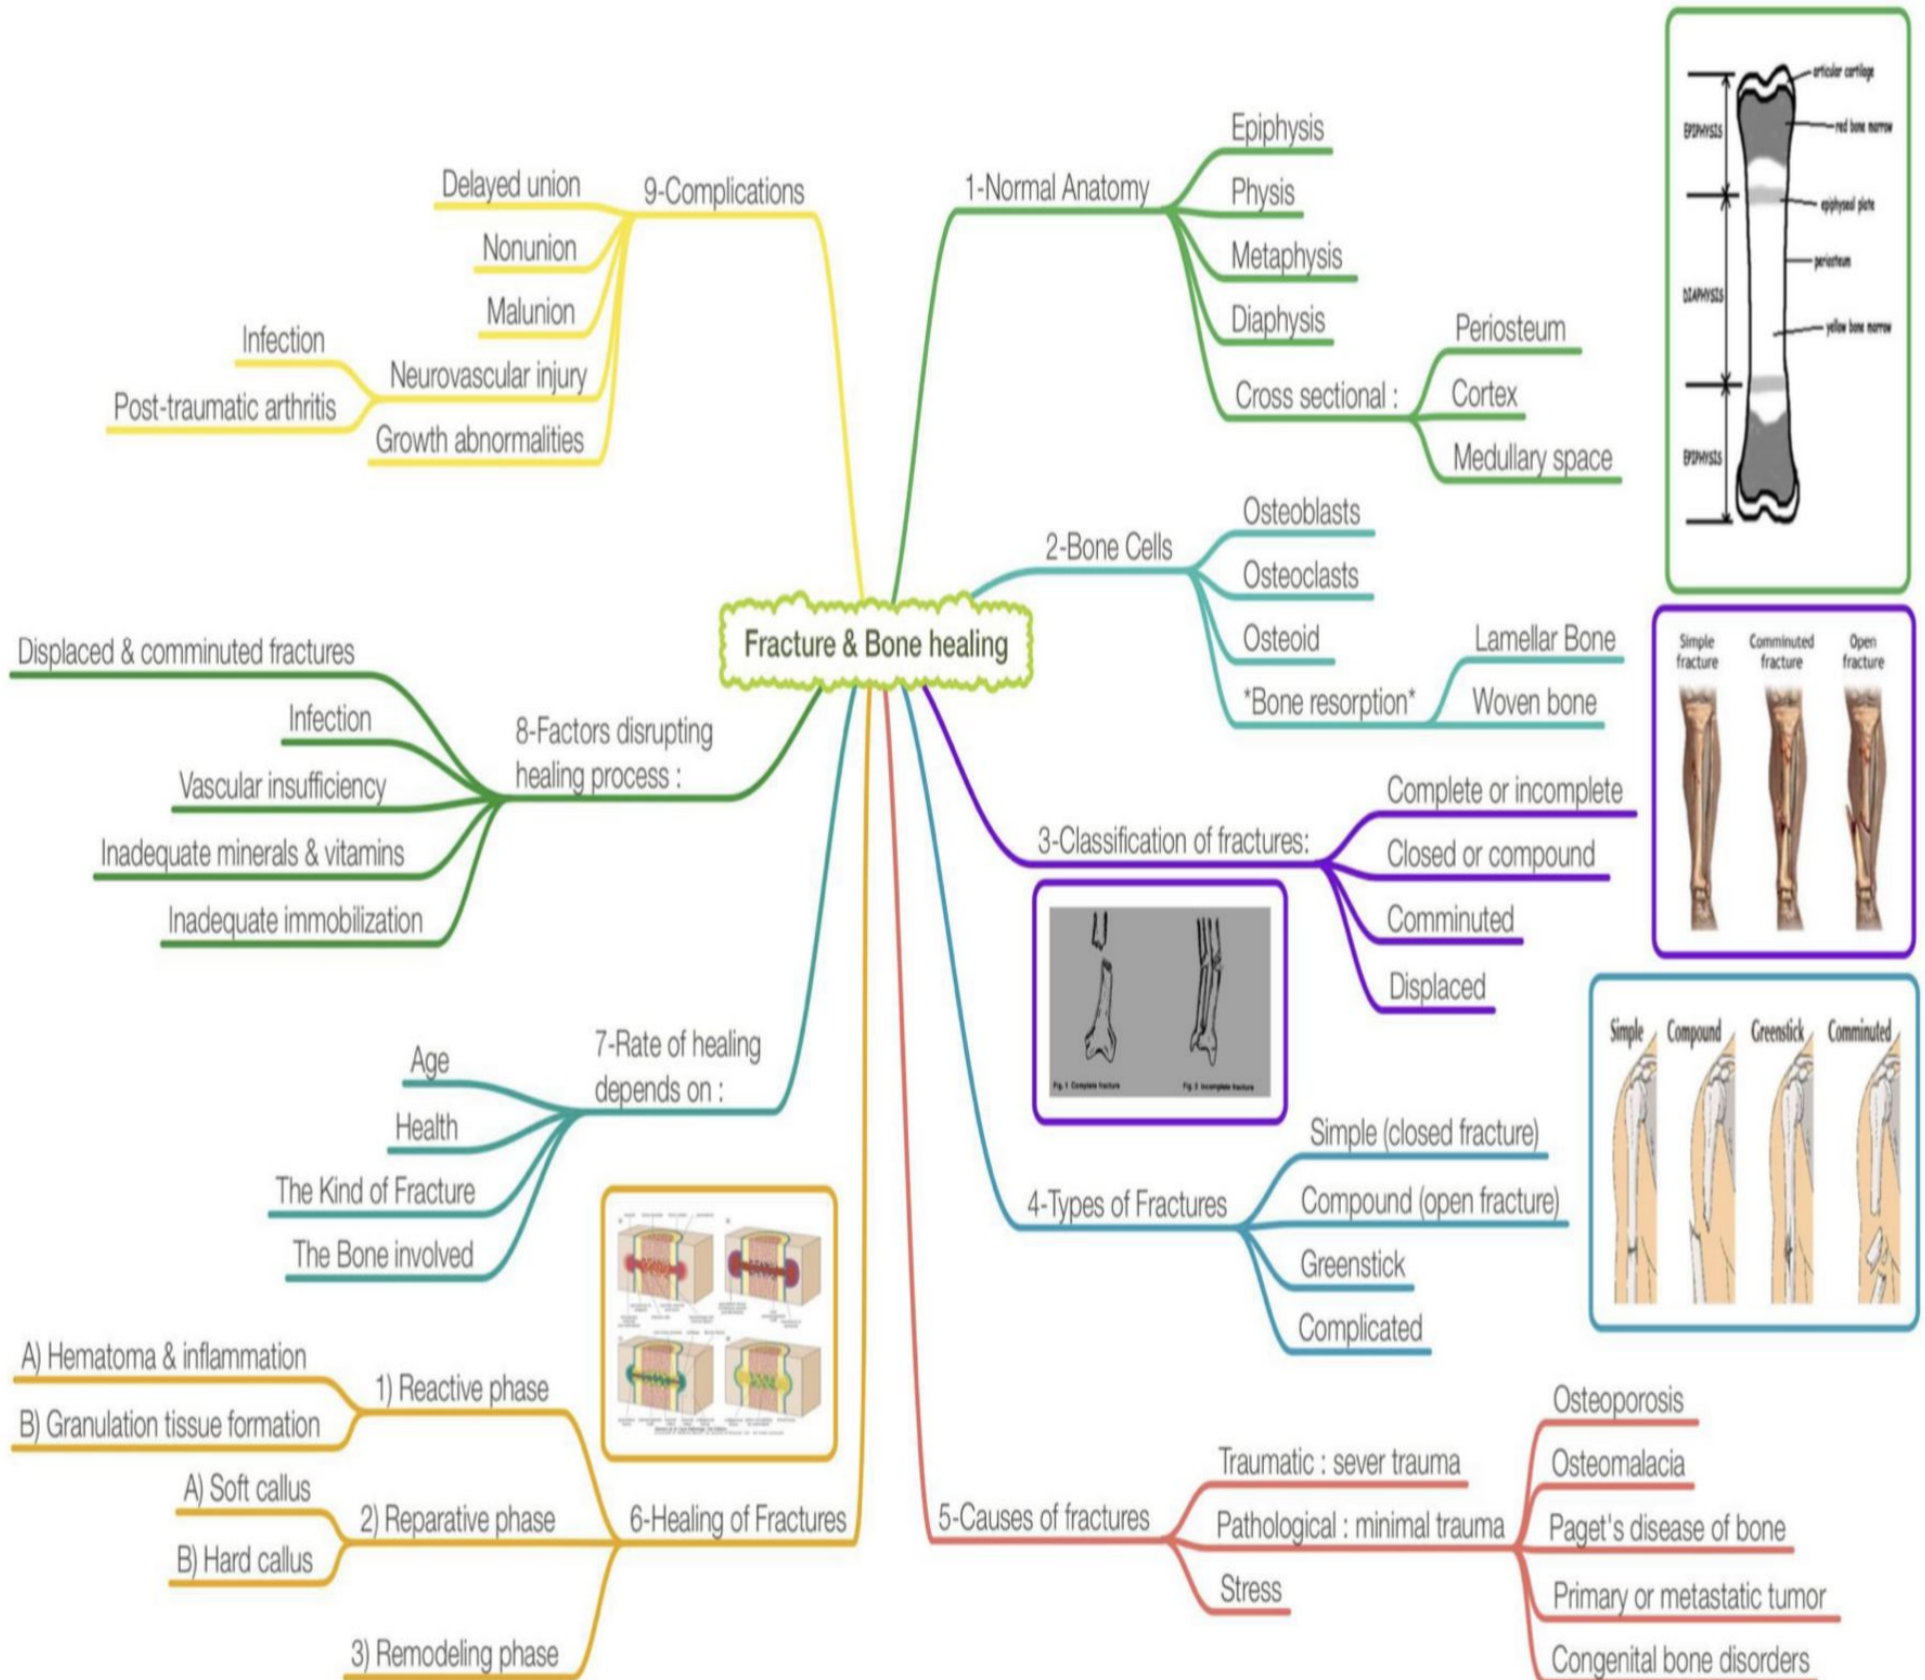 Fracture & Bone healing
1-Normal Anatomy
Epiphysis
Physis
Metaphysis
Diaphysis
Cross sectional :
Periosteum
Cortex
Medullary space
EPIPHYSIS
DIAPHYSIS
EPIPHYSIS
articular cartilage
red bone marrow
epiphyseal plate
periosteum
yellow bone marrow
2-Bone Cells
Osteoblasts
Osteoclasts
Osteoid
*Bone resorption*
Lamellar Bone
Woven bone
3-Classification of fractures:
Complete or incomplete
Closed or compound
Comminuted
Displaced
Simple
fracture
Comminuted
fracture
Open
fracture
Fig. 1 Complete fracture
Fig. 2 Incomplete fracture
4-Types of Fractures
Simple (closed fracture)
Compound (open fracture)
Greenstick
Complicated
Simple
Compound
Greenstick
Comminuted
5-Causes of fractures
Traumatic : sever trauma
Pathological : minimal trauma
Stress
Osteoporosis
Osteomalacia
Paget's disease of bone
Primary or metastatic tumor
Congenital bone disorders
6-Healing of Fractures
1) Reactive phase
A) Hematoma & inflammation
B) Granulation tissue formation
2) Reparative phase
A) Soft callus
B) Hard callus
3) Remodeling phase
7-Rate of healing
depends on :
Age
Health
The Kind of Fracture
The Bone involved
8-Factors disrupting
healing process :
Displaced & comminuted fractures
Infection
Vascular insufficiency
Inadequate minerals & vitamins
Inadequate immobilization
9-Complications
Delayed union
Nonunion
Malunion
Neurovascular injury
Infection
Post-traumatic arthritis
Growth abnormalities